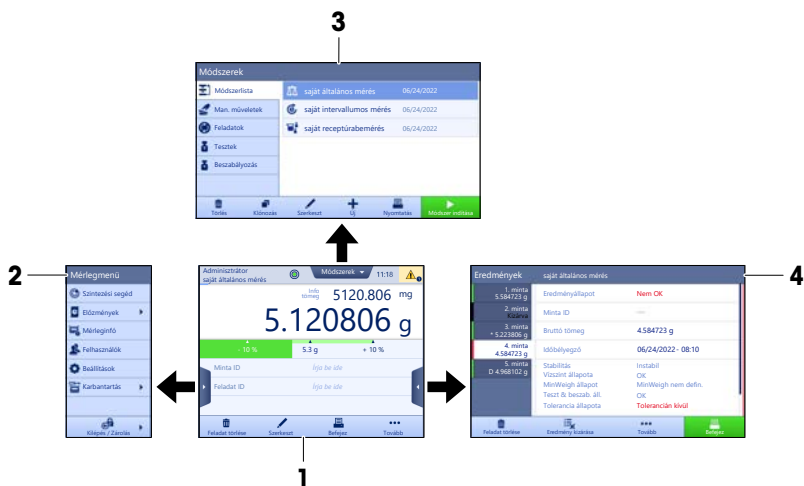 3
Módszerek
Módszerlista
saját általános mérés 06/24/2022
Man. műveletek
saját intervallumos mérés 06/24/2022
Feladatok
saját receptúrabemérés 06/24/2022
Tesztek
Beszabályozás
Törlés Klónozás Szerkeszt Új Nyomtatás Módszer indítása
2
Mérlegmenü
Szintezési segéd
Előzmények
Mérleginfó
Felhasználók
Beállítások
Karbantartás
Kilépés / Zárolás
Adminisztrátor
saját általános mérés
Módszerek 11:18
Info
tömeg 5120.806 mg
5.120806 g
- 10 % 5.3 g + 10 %
Minta ID Írjo be ide
Feladat ID Írjo be ide
Feladat törlése Szerkeszt Befejez Tovább
1
4
Eredmények saját általános mérés
1. minta
5.584723 g
2. minta
Kizárva
3. minta
* 5.223806 g
4. minta
4.584723 g
5. minta
D 4.968102 g
Eredményállapot Nem OK
Minta ID
Bruttó tömeg 4.584723 g
Időbélyegző 06/24/2022 - 08:10
Stabilitás Instabil
Vízszint állapota OK
MinWeigh állapot MinWeigh nem defin.
Teszt & beszab. áll. OK
Tolerancia állapota Tolerancián kívül
Feladat törlése Eredmény kizárása Tovább Befejez